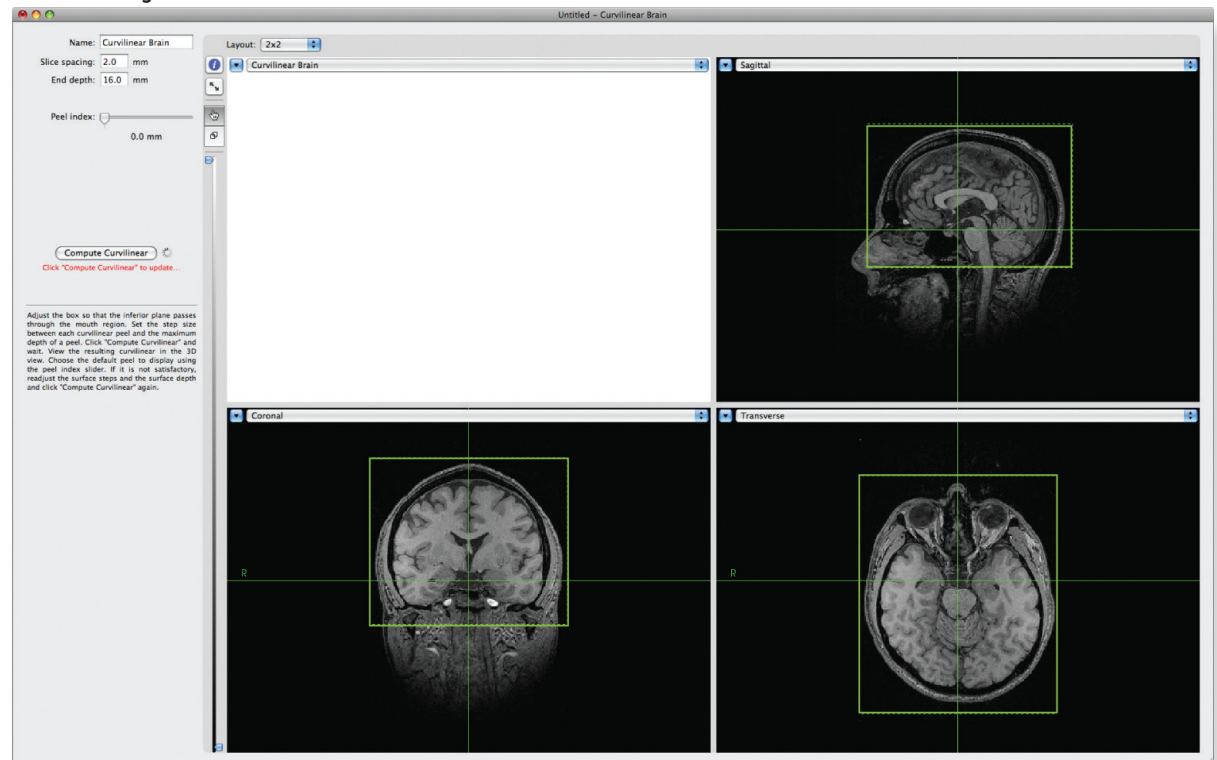 Untitled – Curvilinear Brain
Name: Curvilinear Brain
Slice spacing: 2.0 mm
End depth: 16.0 mm
Peel index:
0.0 mm
Compute Curvilinear
Click "Compute Curvilinear" to update...
Adjust the box so that the inferior plane passes
through the mouth region. Set the step size
between each curvilinear peel and the maximum
depth of a peel. Click "Compute Curvilinear" and
wait. View the resulting curvilinear in the 3D
view. Choose the default peel to display using
the peel index slider. If it is not satisfactory,
readjust the surface steps and the surface depth
and click "Compute Curvilinear" again.
Layout: 2x2
Curvilinear Brain
Sagittal
Coronal
R
Transverse
R